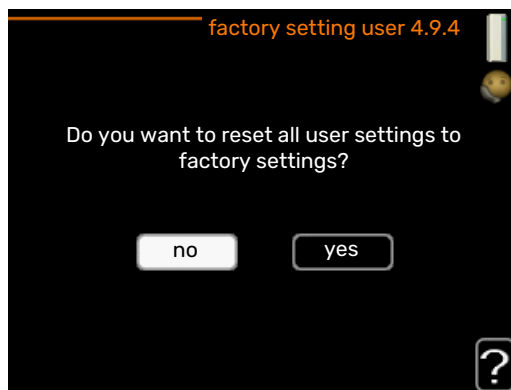 factory setting user 4.9.4
Do you want to reset all user settings to
factory settings?
no
yes
?